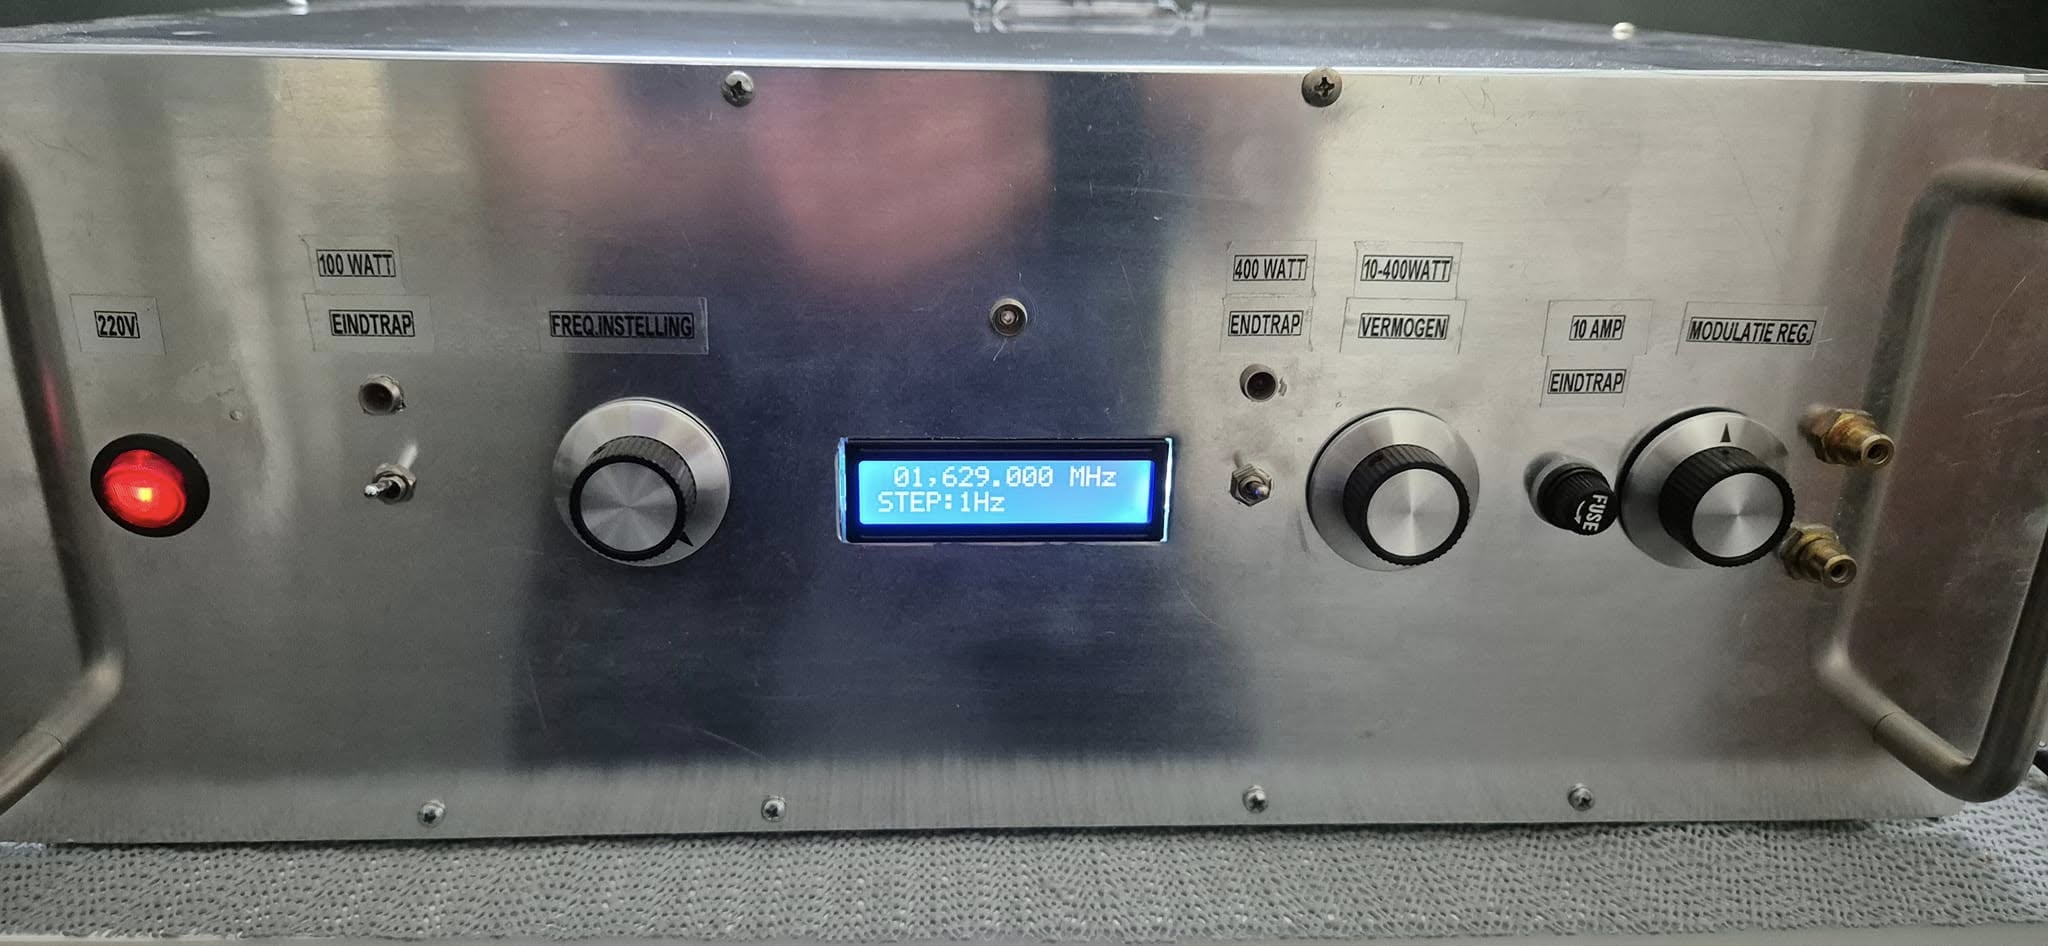 220V
100 WATT
EINDTRAP
FREQ.INSTELLING
01,629.000 MHz
STEP:1Hz
400 WATT
ENDTRAP
10-400WATT
VERMOGEN
10 AMP
EINDTRAP
FUSE
MODULATIE REG.